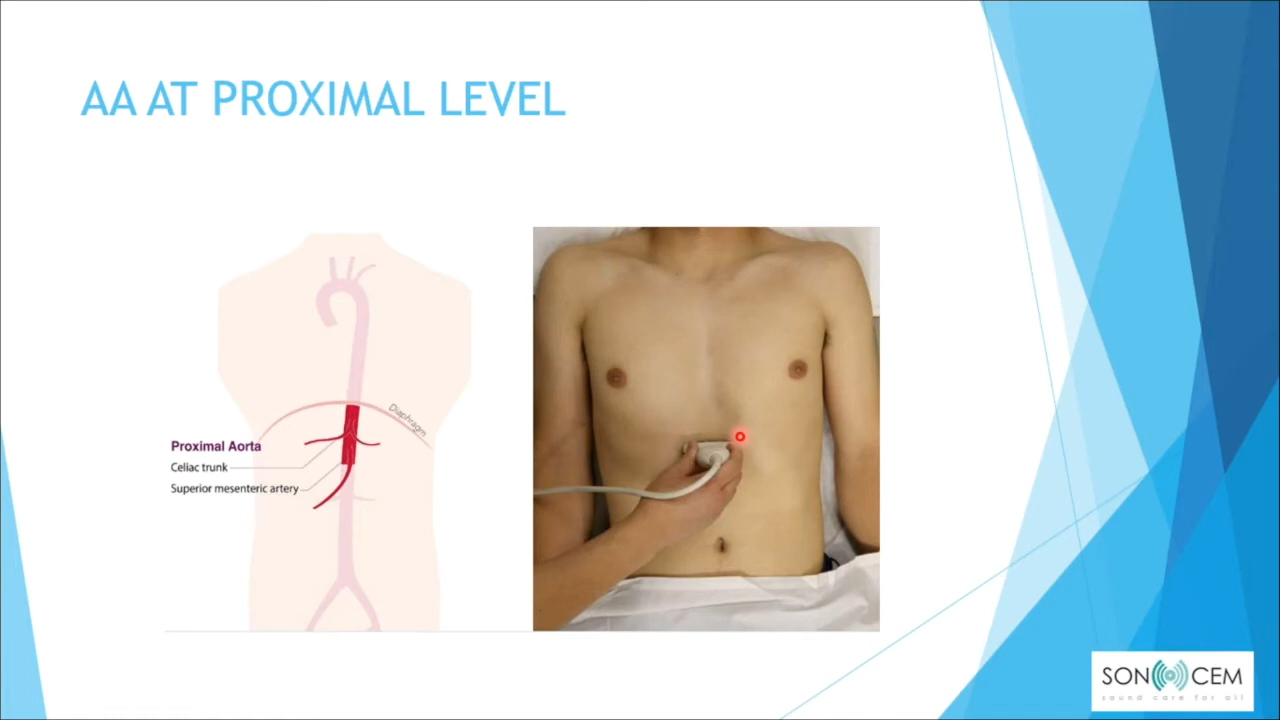 AA AT PROXIMAL LEVEL
Diaphragm
Proximal Aorta
Celiac trunk
Superior mesenteric artery
SON CEM
sound care for all